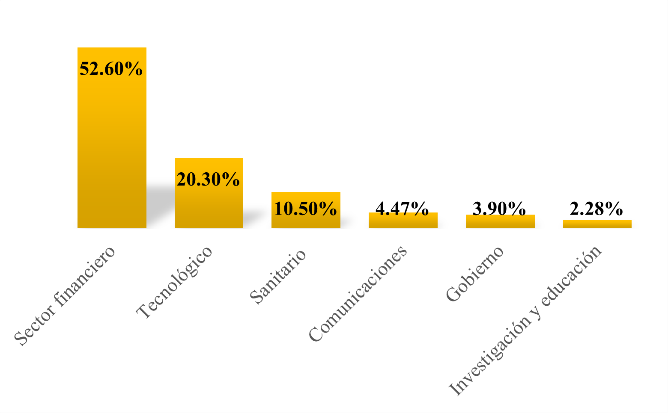 52.60%
20.30%
10.50%
4.47%
3.90%
2.28%
Sector financiero
Tecnológico
Sanitario
Comunicaciones
Gobierno
Investigación y educación